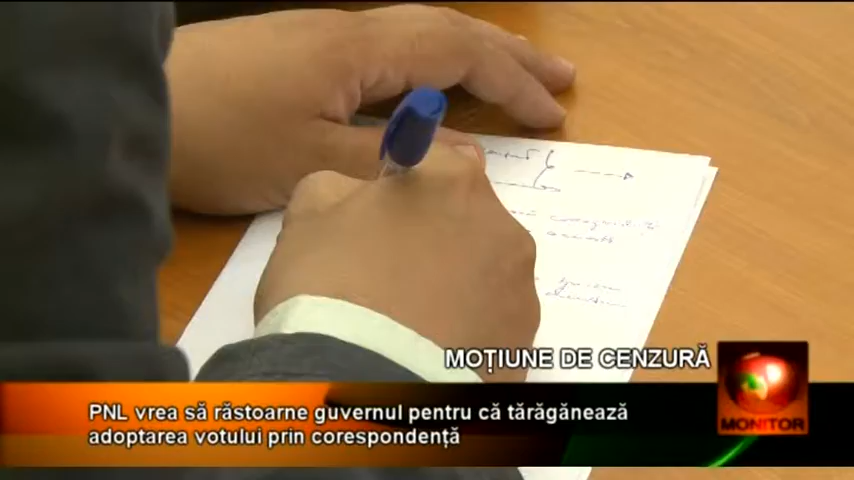 MOȚIUNE DE CENZURĂ
PNL vrea să răstoarne guvernul pentru că tărăgănează
adoptarea votului prin corespondență
MONITOR